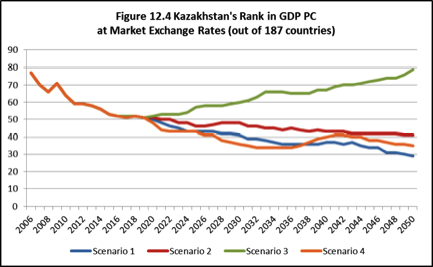 Figure 12.4 Kazakhstan's Rank in GDP PC
at Market Exchange Rates (out of 187 countries)
90
80
70
60
50
40
30
20
10
0
2006 2008 2010 2012 2014 2016 2018 2020 2022 2024 2026 2028 2030 2032 2034 2036 2038 2040 2042 2044 2046 2048 2050
Scenario 1 Scenario 2 Scenario 3 Scenario 4